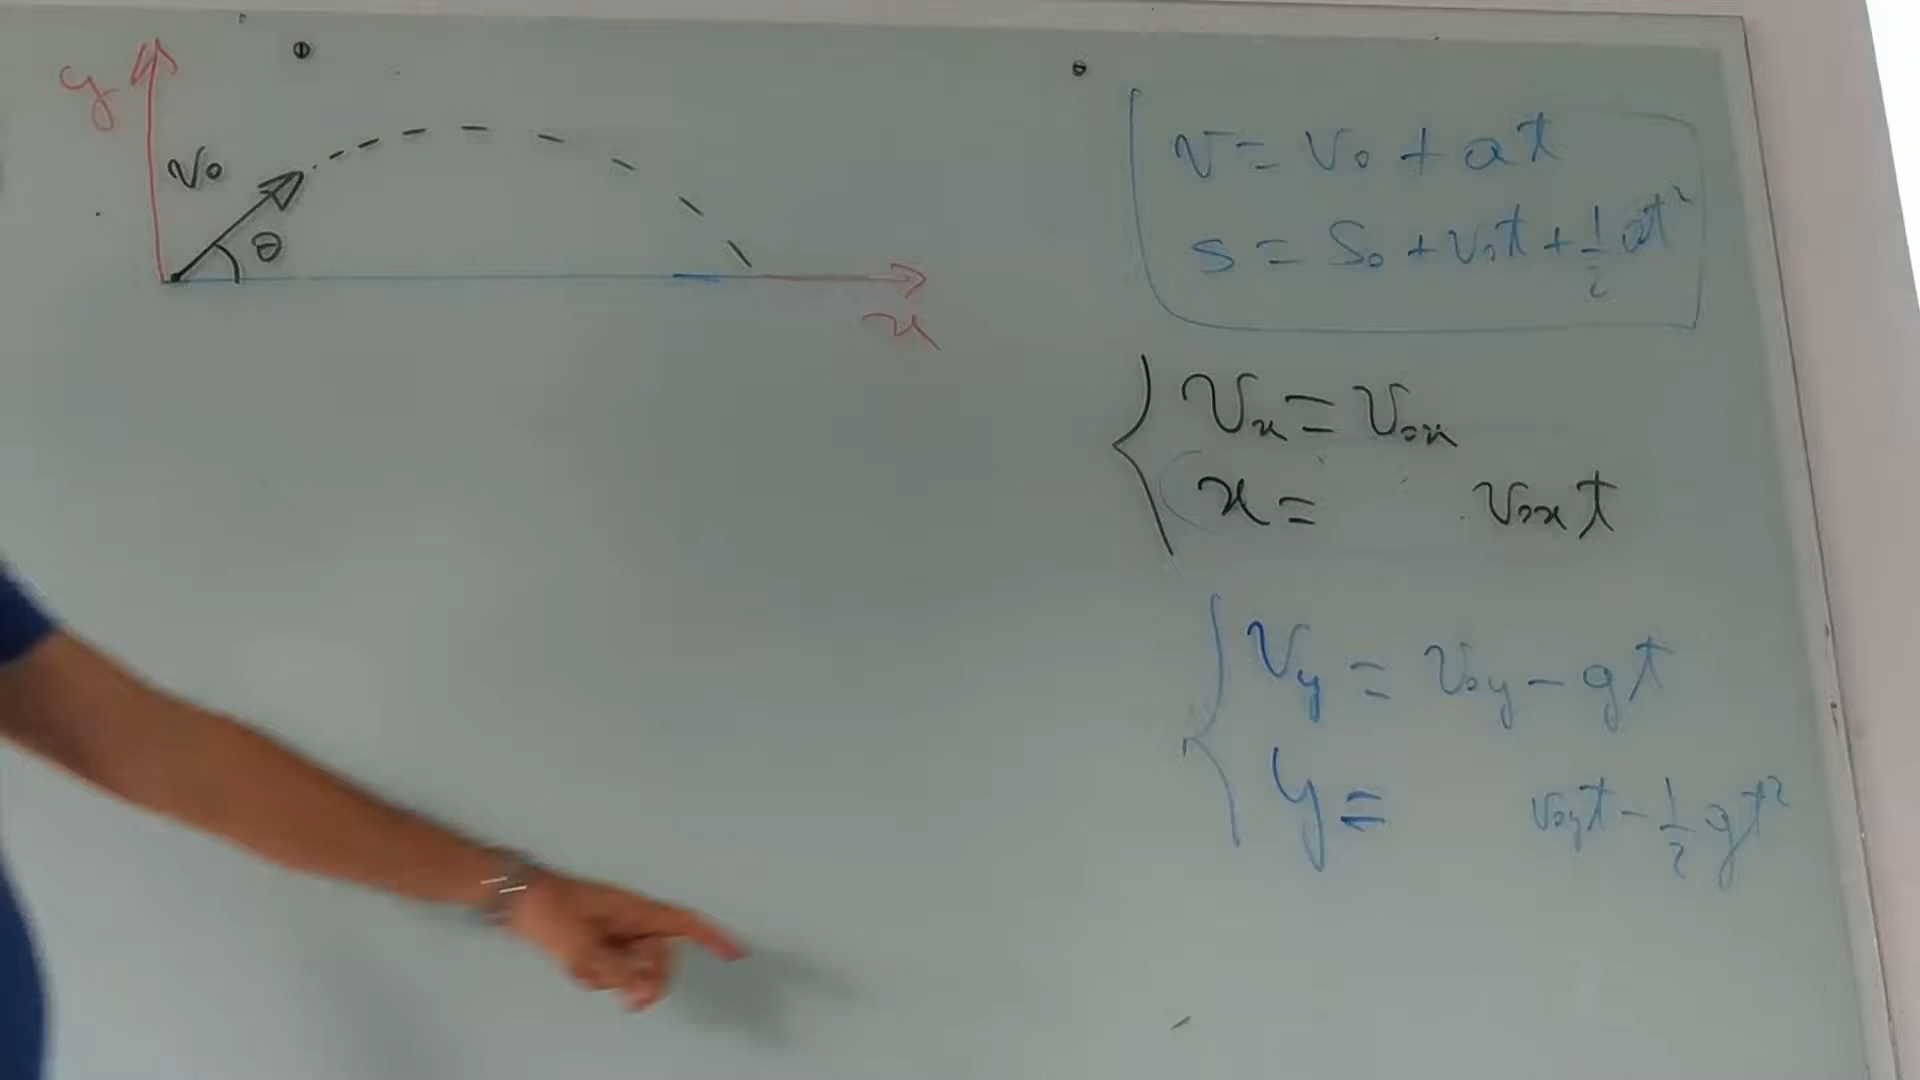 y
v₀
θ
x
v = v₀ + at
s = s₀ + v₀t + ½at²
vₓ = v₀ₓ
x = v₀ₓt
v_y = v₀y − gt
y = v₀yt − ½gt²